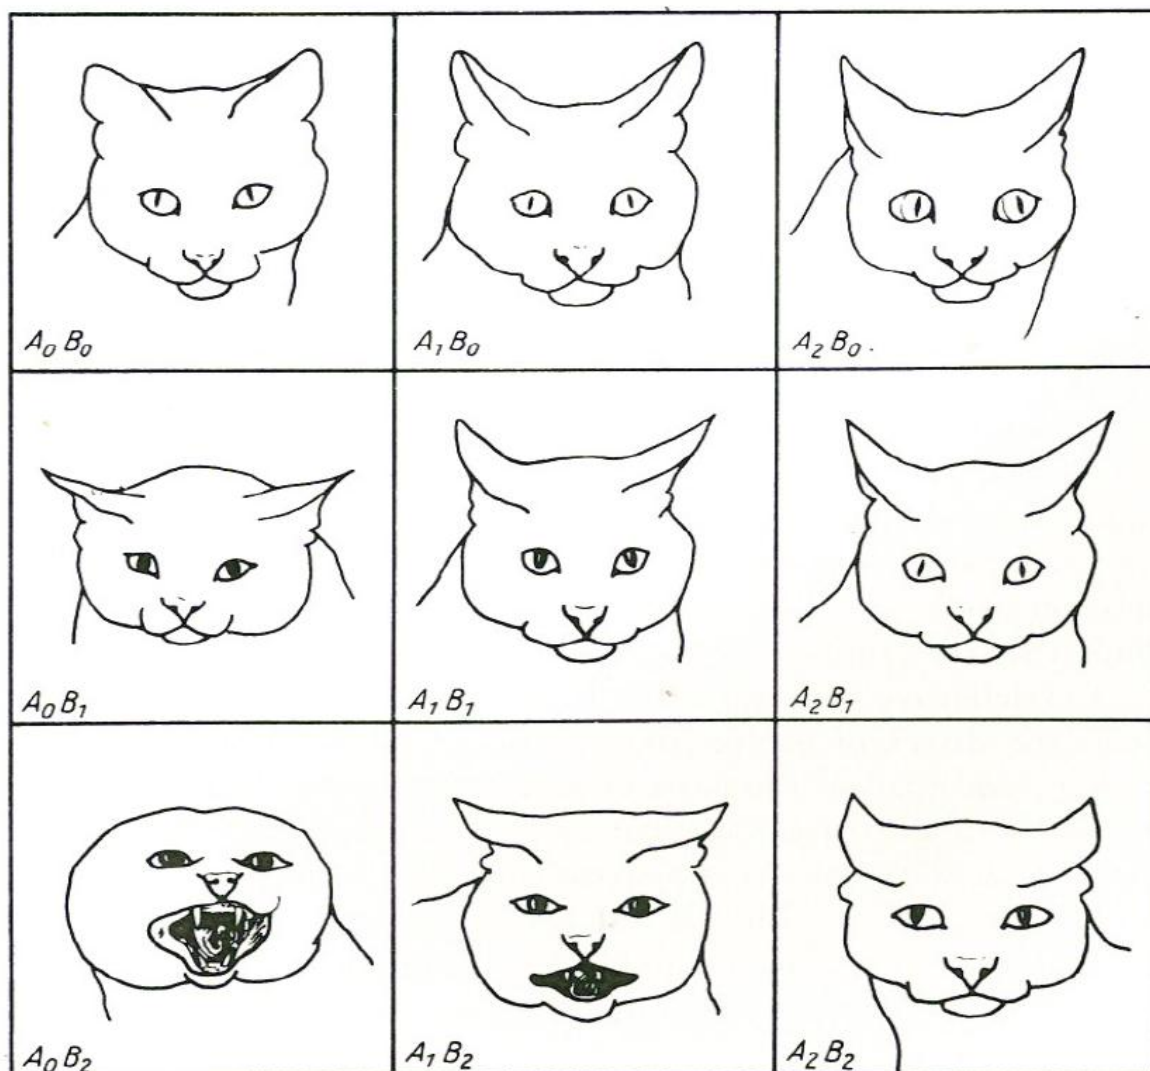 A₀ B₀
A₁ B₀
A₂ B₀.
A₀ B₁
A₁ B₁
A₂ B₁
A₀ B₂
A₁ B₂
A₂ B₂